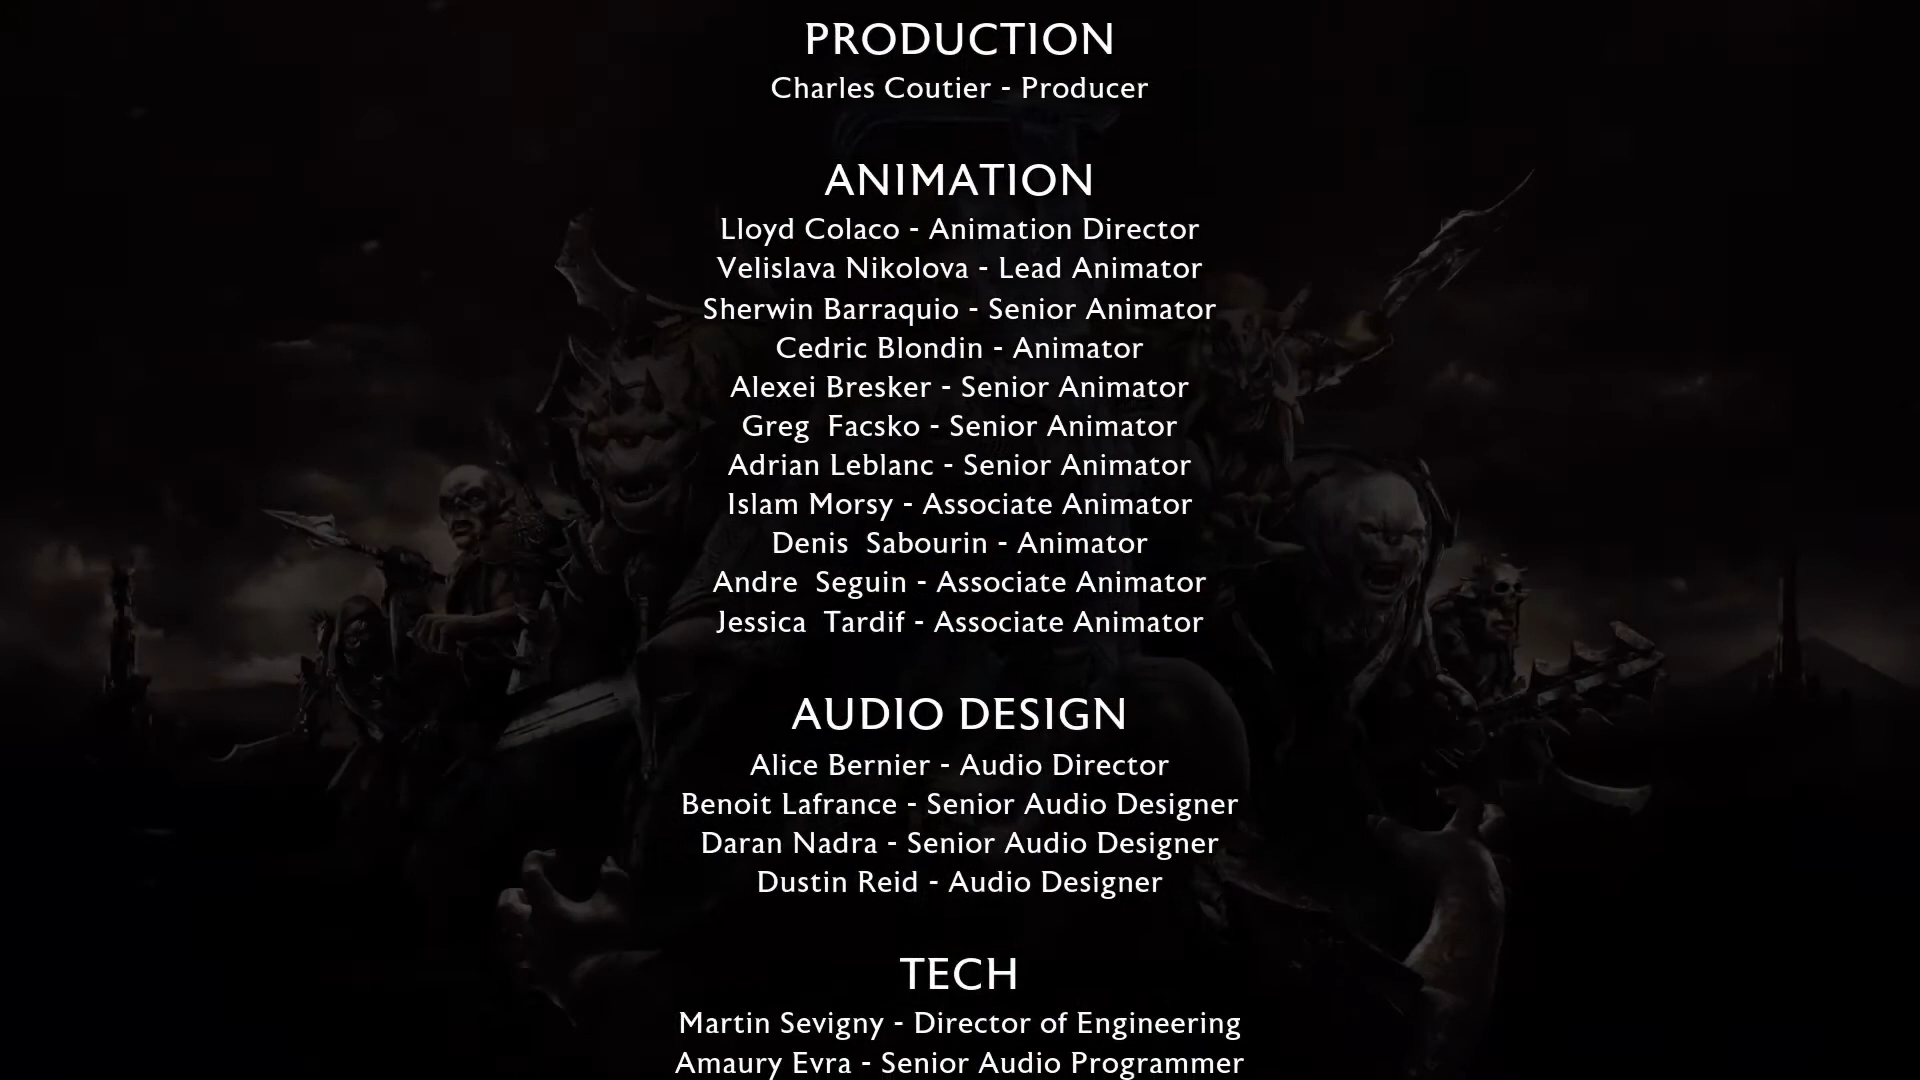 PRODUCTION
Charles Coutier - Producer
ANIMATION
Lloyd Colaco - Animation Director
Velislava Nikolova - Lead Animator
Sherwin Barraquio - Senior Animator
Cedric Blondin - Animator
Alexei Bresker - Senior Animator
Greg  Facsko - Senior Animator
Adrian Leblanc - Senior Animator
Islam Morsy - Associate Animator
Denis  Sabourin - Animator
Andre  Seguin - Associate Animator
Jessica  Tardif - Associate Animator
AUDIO DESIGN
Alice Bernier - Audio Director
Benoit Lafrance - Senior Audio Designer
Daran Nadra - Senior Audio Designer
Dustin Reid - Audio Designer
TECH
Martin Sevigny - Director of Engineering
Amaury Evra - Senior Audio Programmer